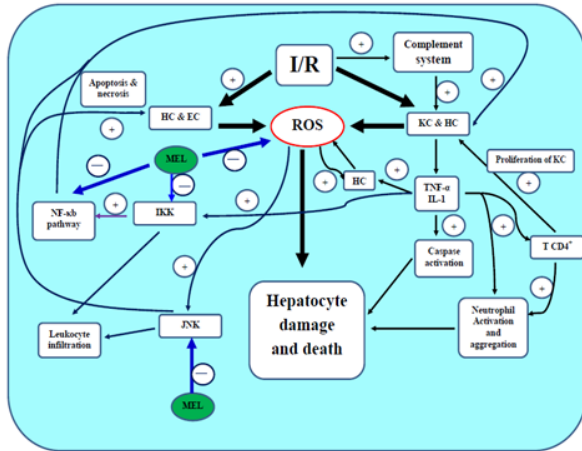 I/R
+
Complement
system
+
+
+
Apoptosis &
necrosis
+
HC & EC
ROS
KC & HC
Proliferation of KC
+
MEL
—
—
—
+
HC
+
TNF-α
IL-1
NF-κb
pathway
+
IKK
+
+
+
T CD4+
Caspase
activation
+
+
Hepatocyte
damage
and death
Neutrophil
Activation
and
aggregation
Leukocyte
infiltration
JNK
—
MEL